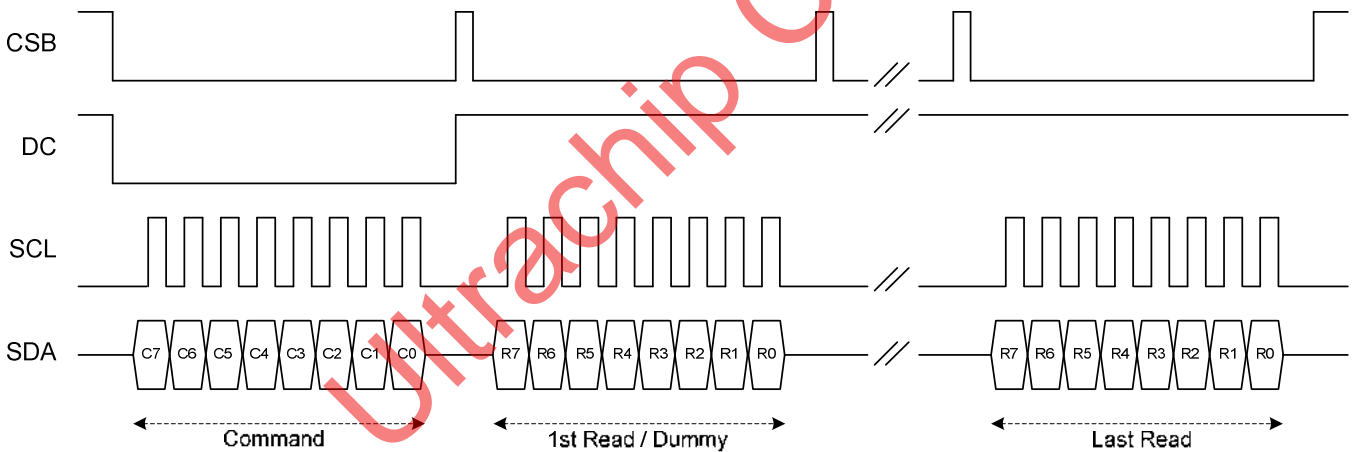 CSB
DC
SCL
SDA
C7 C6 C5 C4 C3 C2 C1 C0
R7 R6 R5 R4 R3 R2 R1 R0
R7 R6 R5 R4 R3 R2 R1 R0
Command
1st Read / Dummy
Last Read
Ultrachip